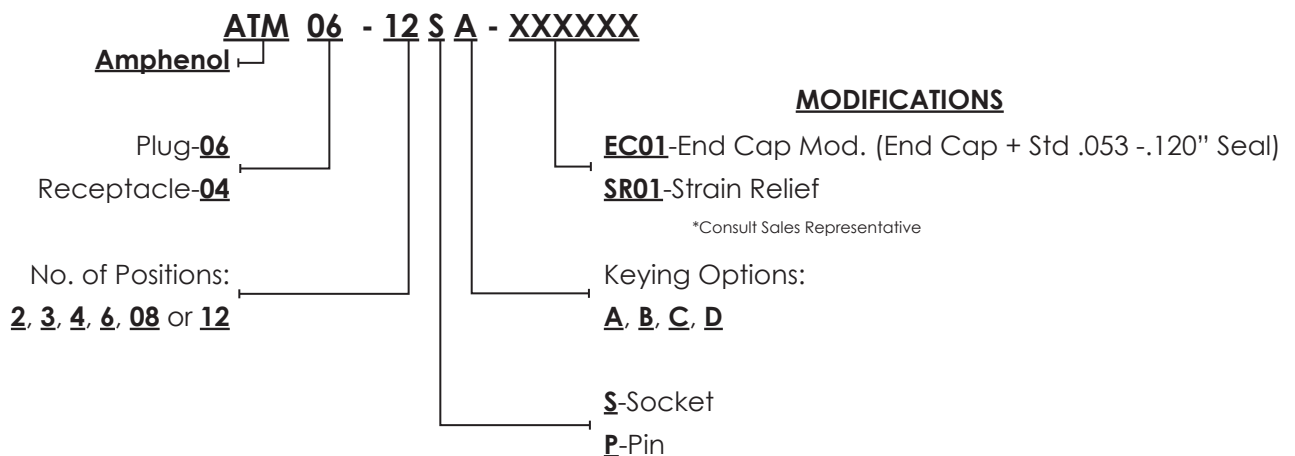 ATM 06 - 12 S A - XXXXXX
Amphenol
MODIFICATIONS
Plug-06
Receptacle-04
EC01-End Cap Mod. (End Cap + Std .053 -.120” Seal)
SR01-Strain Relief
*Consult Sales Representative
No. of Positions:
2, 3, 4, 6, 08 or 12
Keying Options:
A, B, C, D
S-Socket
P-Pin